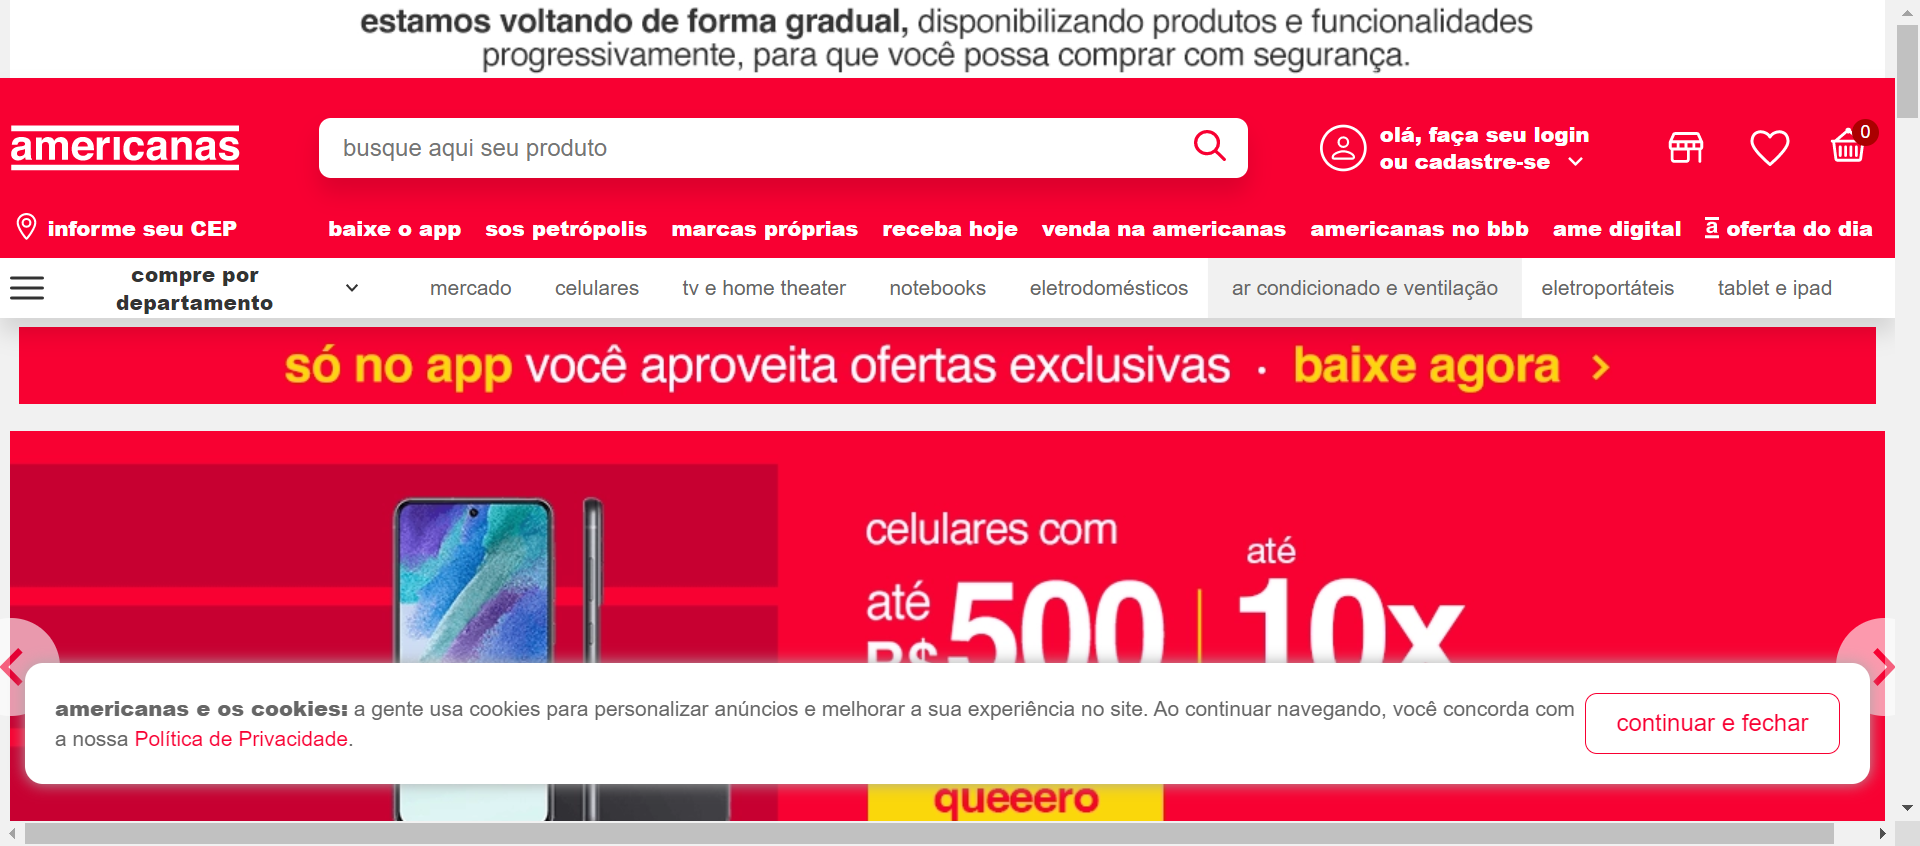 estamos voltando de forma gradual, disponibilizando produtos e funcionalidades
progressivamente, para que você possa comprar com segurança.
americanas
busque aqui seu produto
olá, faça seu login
ou cadastre-se
0
informe seu CEP
baixe o app
sos petrópolis
marcas próprias
receba hoje
venda na americanas
americanas no bbb
ame digital
a oferta do dia
compre por
departamento
mercado
celulares
tv e home theater
notebooks
eletrodomésticos
ar condicionado e ventilação
eletroportáteis
tablet e ipad
só no app você aproveita ofertas exclusivas · baixe agora >
celulares com
até
R$ 500
até
10x
americanas e os cookies: a gente usa cookies para personalizar anúncios e melhorar a sua experiência no site. Ao continuar navegando, você concorda com
a nossa Política de Privacidade.
continuar e fechar
queeero